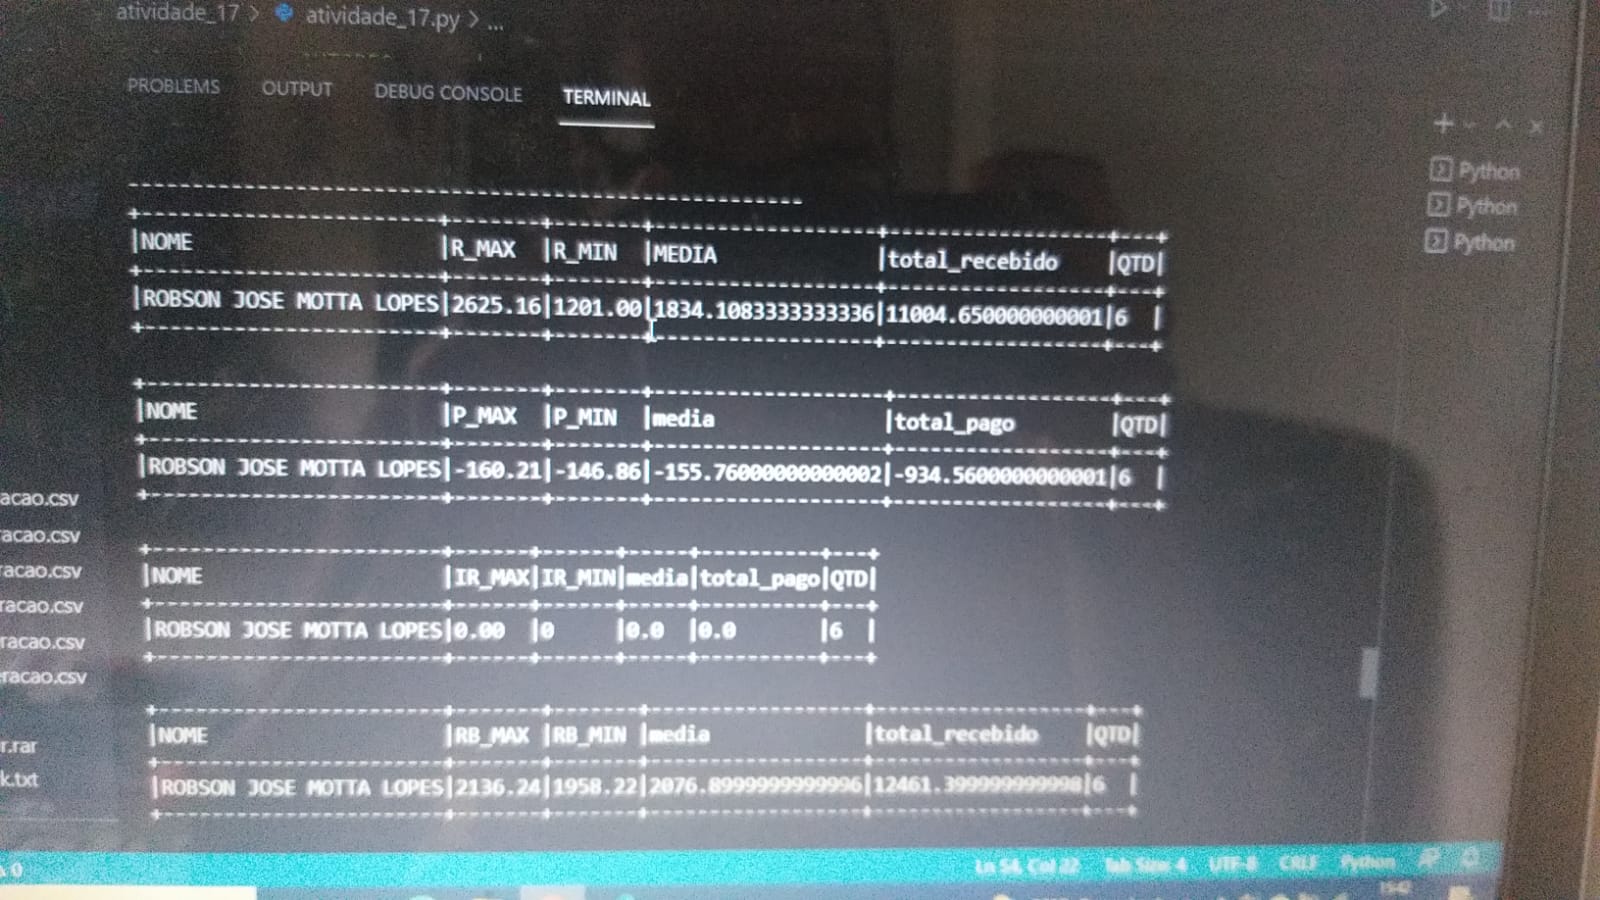 atividade_17 > atividade_17.py > ...
PROBLEMS OUTPUT DEBUG CONSOLE TERMINAL
Python
Python
Python
|NOME |R_MAX |R_MIN |MEDIA |total_recebido |QTD|
|ROBSON JOSE MOTTA LOPES|2625.16|1201.00|1834.1083333333336|11004.650000000001|6 |
|NOME |P_MAX |P_MIN |media |total_pago |QTD|
|ROBSON JOSE MOTTA LOPES|-160.21|-146.86|-155.76000000000002|-934.5600000000001|6 |
|NOME |IR_MAX|IR_MIN|media|total_pago|QTD|
|ROBSON JOSE MOTTA LOPES|0.00 |0 |0.0 |0.0 |6 |
|NOME |RB_MAX |RB_MIN |media |total_recebido |QTD|
|ROBSON JOSE MOTTA LOPES|2136.24|1958.22|2076.8999999999996|12461.399999999998|6 |
acao.csv
racao.csv
racao.csv
racao.csv
racao.csv
racao.csv
r.rar
k.txt
0
Ln 54, Col 22 Tab Size: 4 UTF-8 CRLF Python
15:42